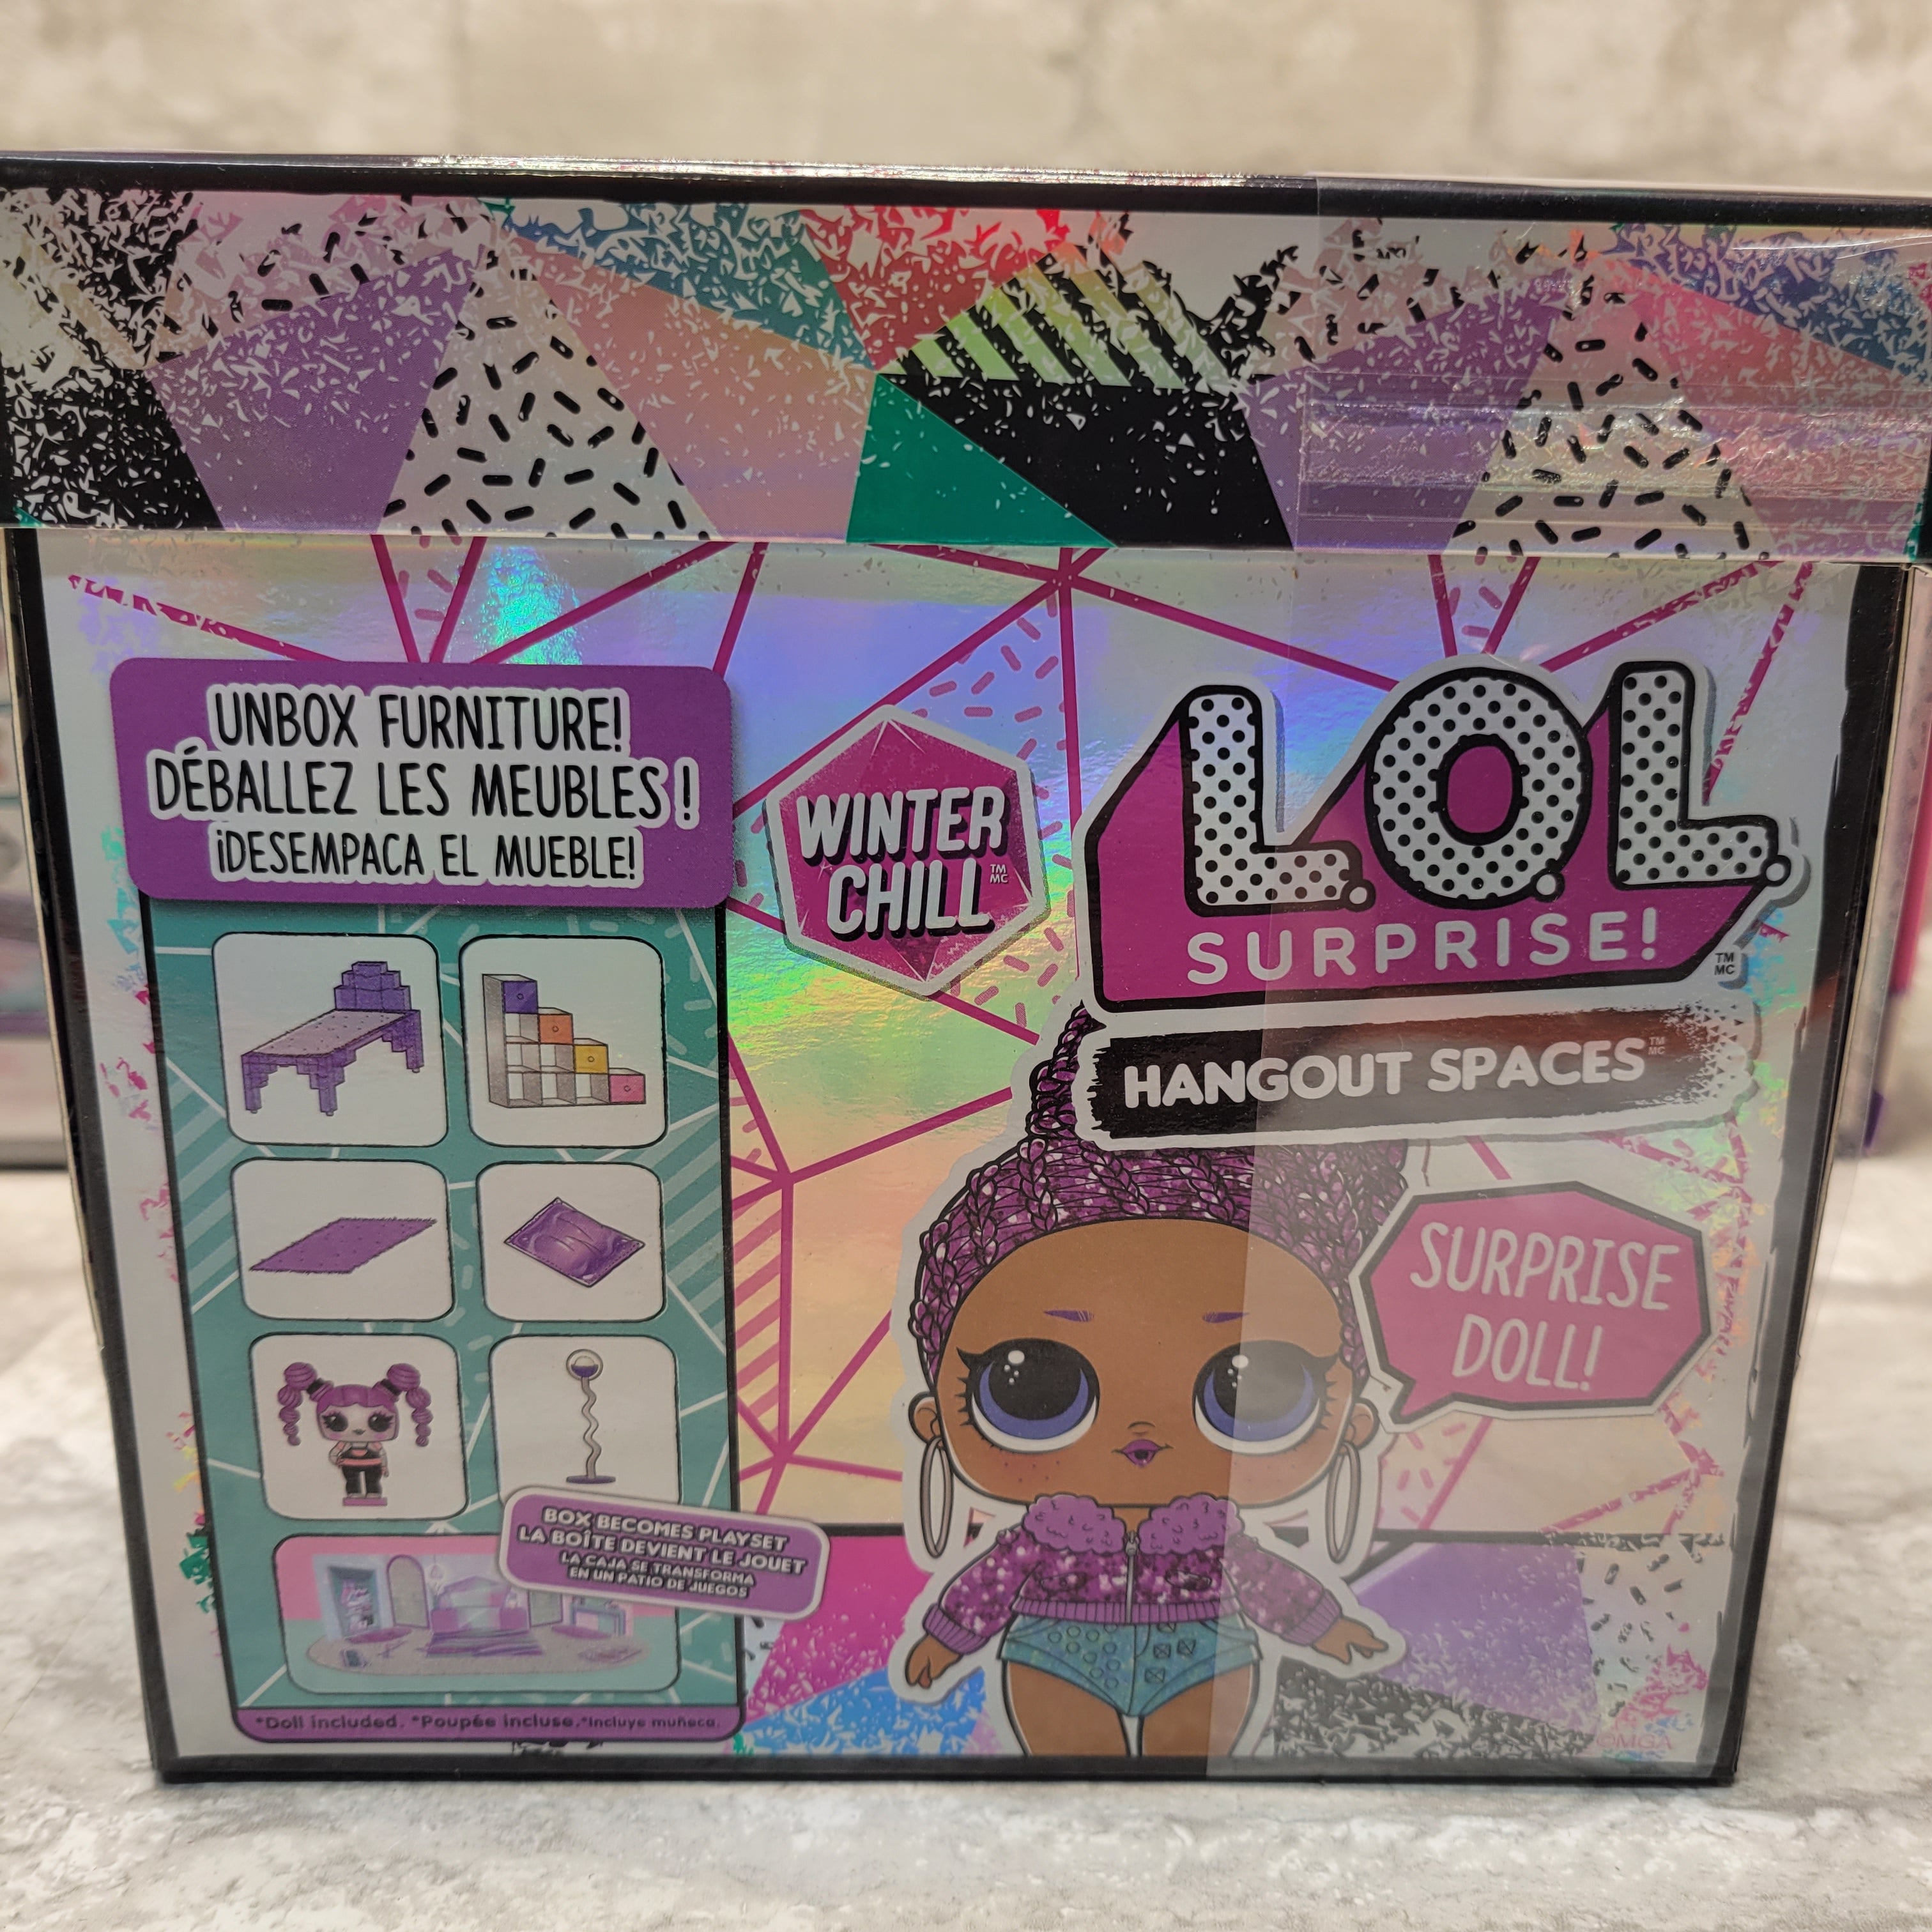 UNBOX FURNITURE!
DÉBALLEZ LES MEUBLES !
¡DESEMPACA EL MUEBLE!
WINTER
CHILL
TM
MC
L.O.L.
SURPRISE!
TM
MC
HANGOUT SPACES
TM
MC
SURPRISE
DOLL!
BOX BECOMES PLAYSET
LA BOÎTE DEVIENT LE JOUET
LA CAJA SE TRANSFORMA
EN UN PATIO DE JUEGOS
*Doll included. *Poupée incluse. *Incluye muñeca.
©MGA